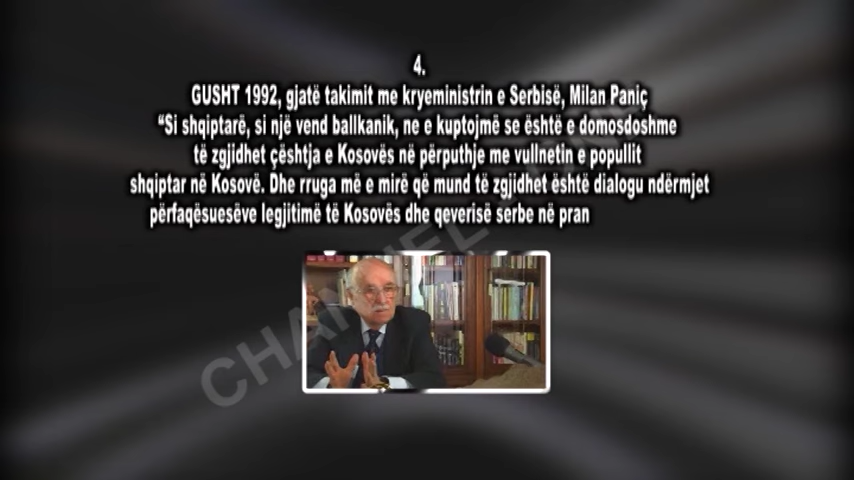 4.
GUSHT 1992, gjatë takimit me kryeministrin e Serbisë, Milan Paniç
“Si shqiptarë, si një vend ballkanik, ne e kuptojmë se është e domosdoshme
të zgjidhet çështja e Kosovës në përputhje me vullnetin e popullit
shqiptar në Kosovë. Dhe rruga më e mirë që mund të zgjidhet është dialogu ndërmjet
përfaqësuesëve legjitimë të Kosovës dhe qeverisë serbe në pran
CHANNEL